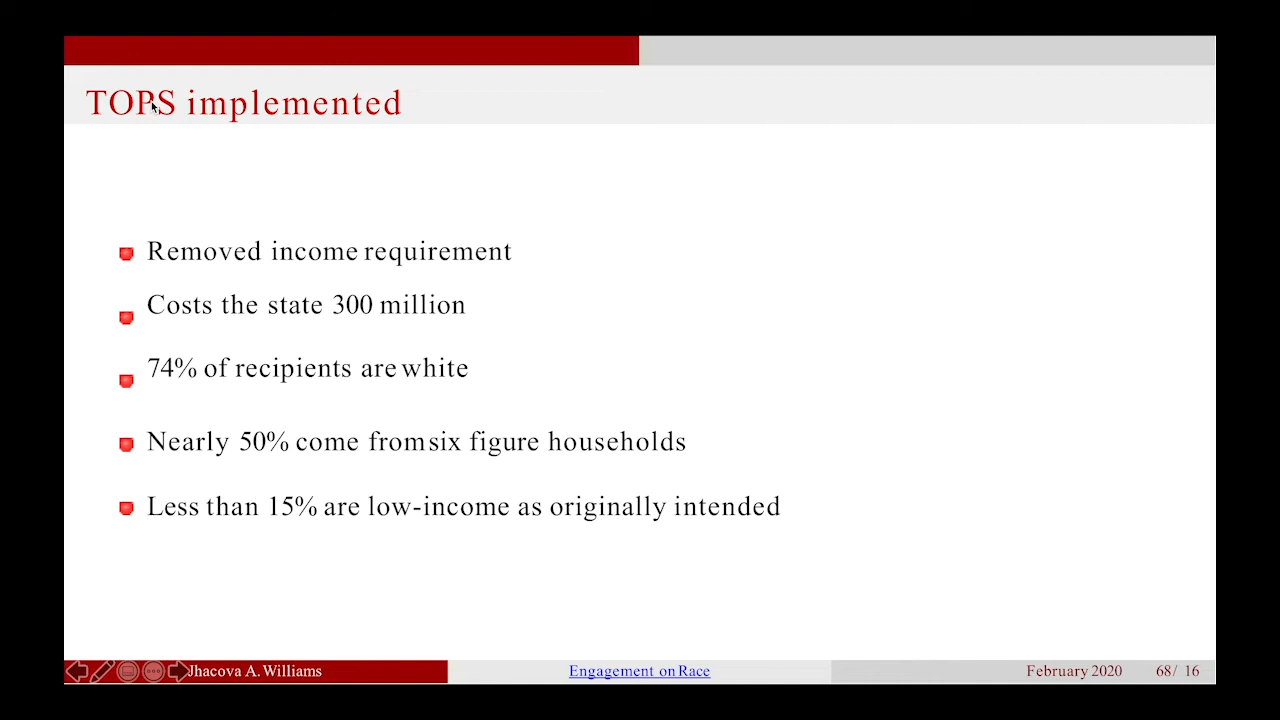 TOPS implemented
Removed income requirement
Costs the state 300 million
74% of recipients are white
Nearly 50% come from six figure households
Less than 15% are low-income as originally intended
Jhacova A. Williams
Engagement on Race
February 2020
68/ 16